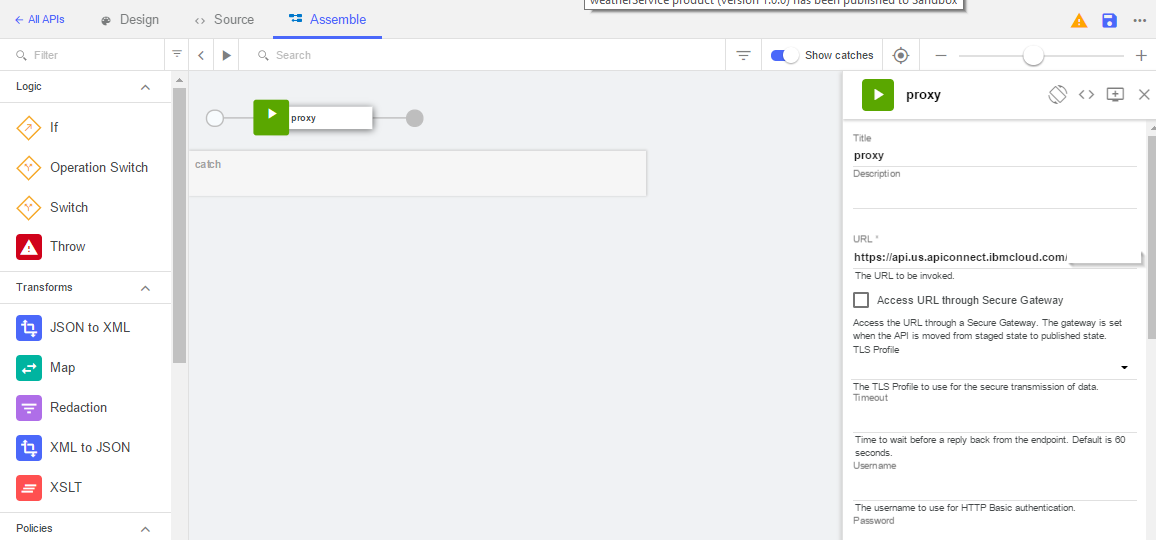 weatherService product (version 1.0.0) has been published to Sandbox
All APIs
Design
Source
Assemble
Filter
Search
Show catches
Logic
If
Operation Switch
Switch
Throw
Transforms
JSON to XML
Map
Redaction
XML to JSON
XSLT
Policies
proxy
catch
proxy
Title
proxy
Description
URL *
https://api.us.apiconnect.ibmcloud.com/
The URL to be invoked.
Access URL through Secure Gateway
Access the URL through a Secure Gateway. The gateway is set
when the API is moved from staged state to published state.
TLS Profile
The TLS Profile to use for the secure transmission of data.
Timeout
Time to wait before a reply back from the endpoint. Default is 60
seconds.
Username
The username to use for HTTP Basic authentication.
Password